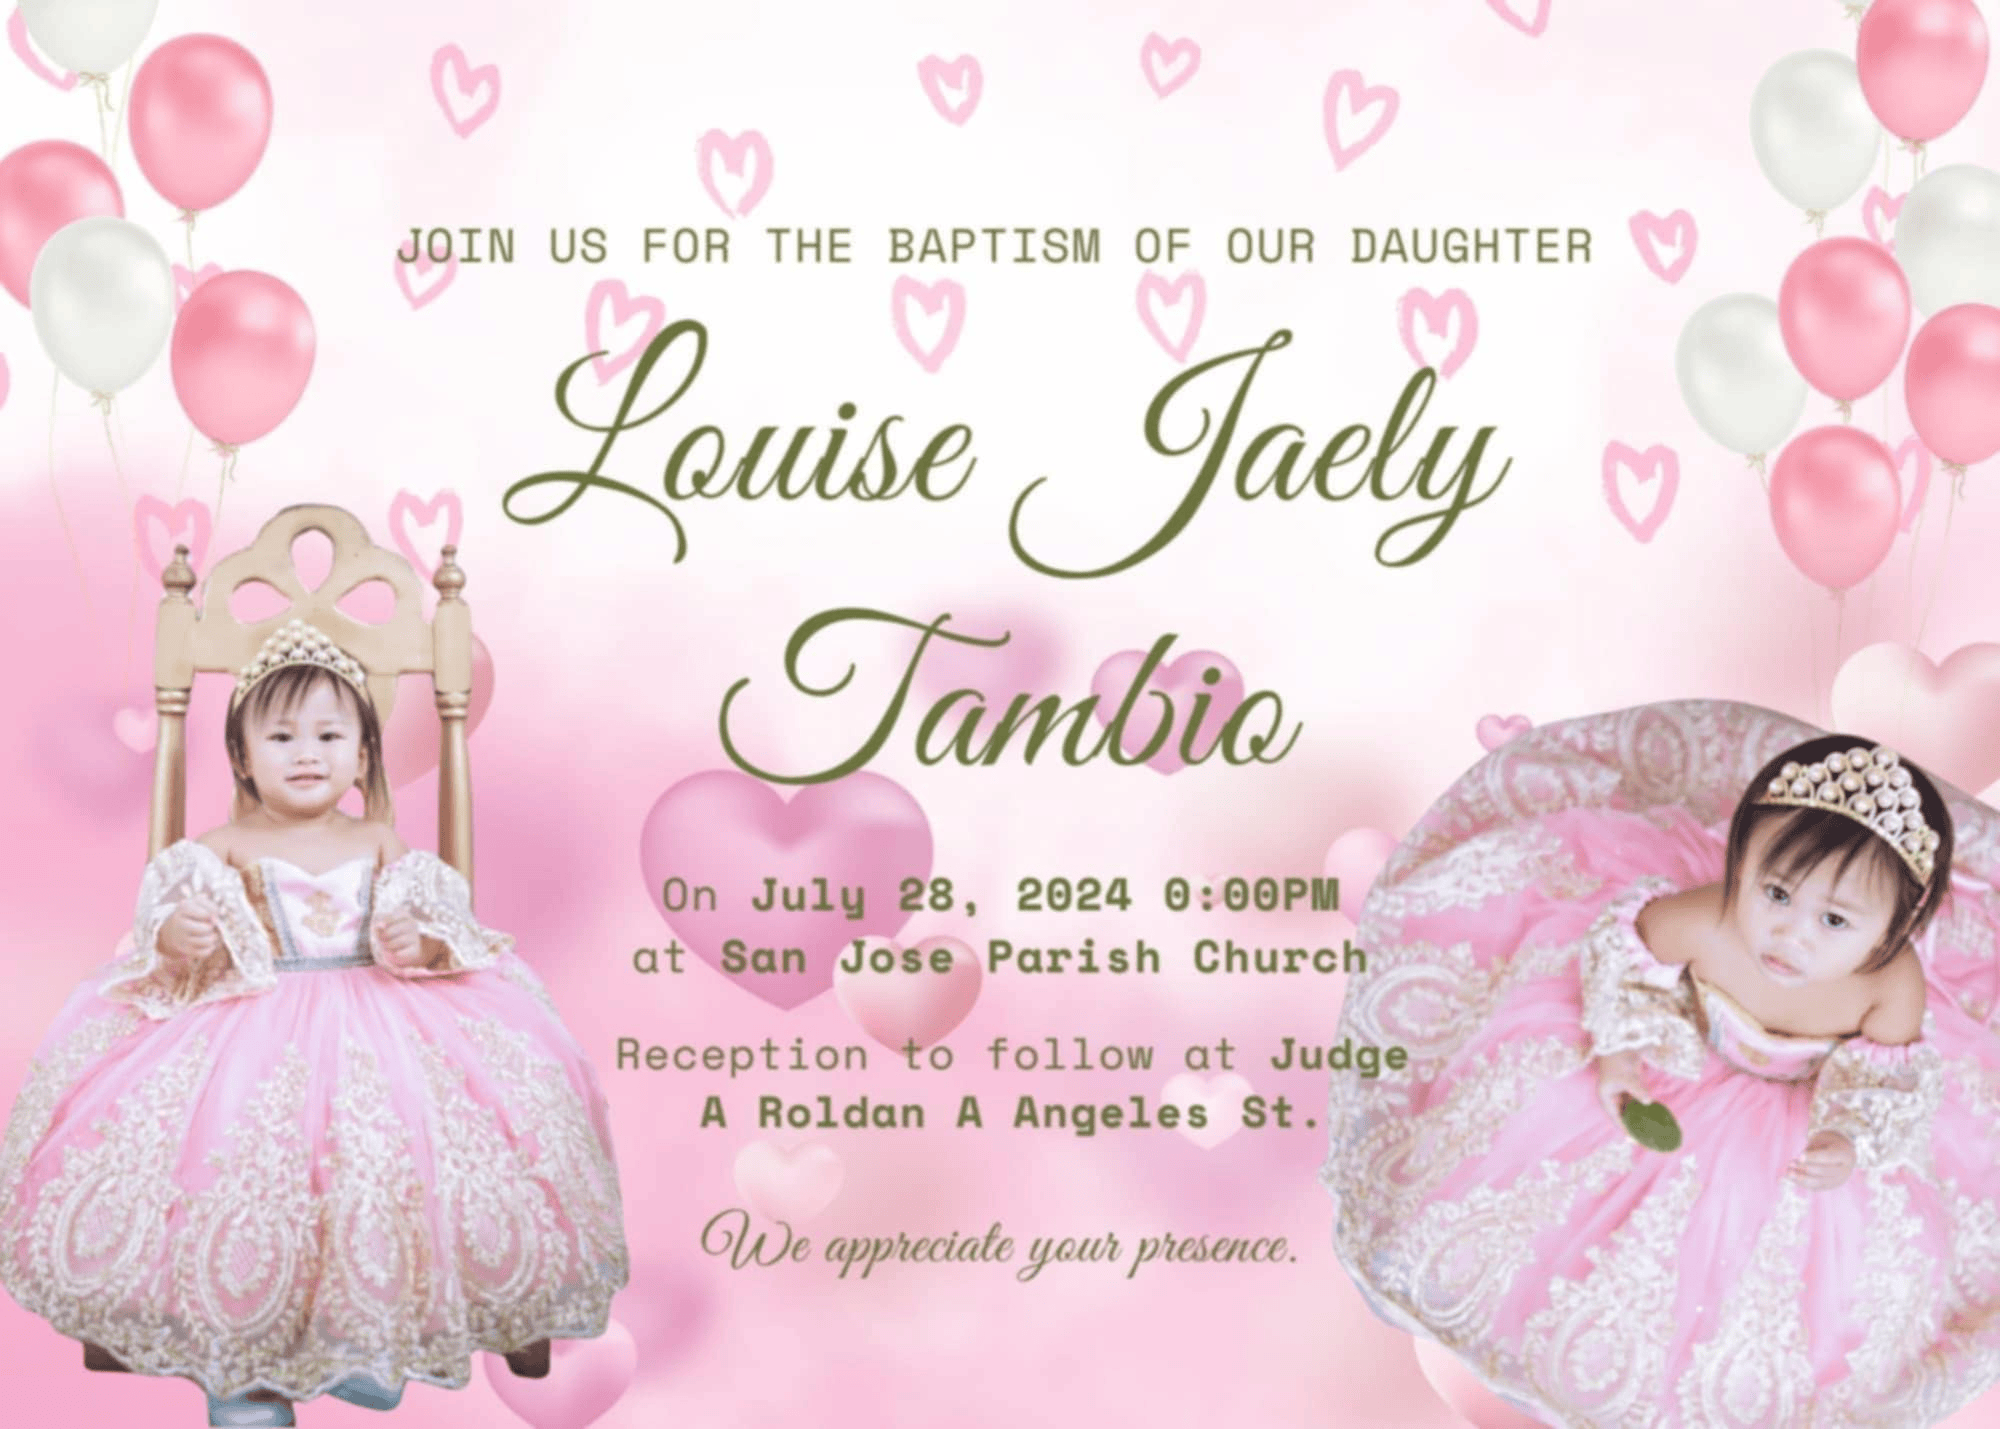 JOIN US FOR THE BAPTISM OF OUR DAUGHTER
Louise Jaely
Tambio
On July 28, 2024 0:00PM
at San Jose Parish Church
Reception to follow at Judge
A Roldan A Angeles St.
We appreciate your presence.